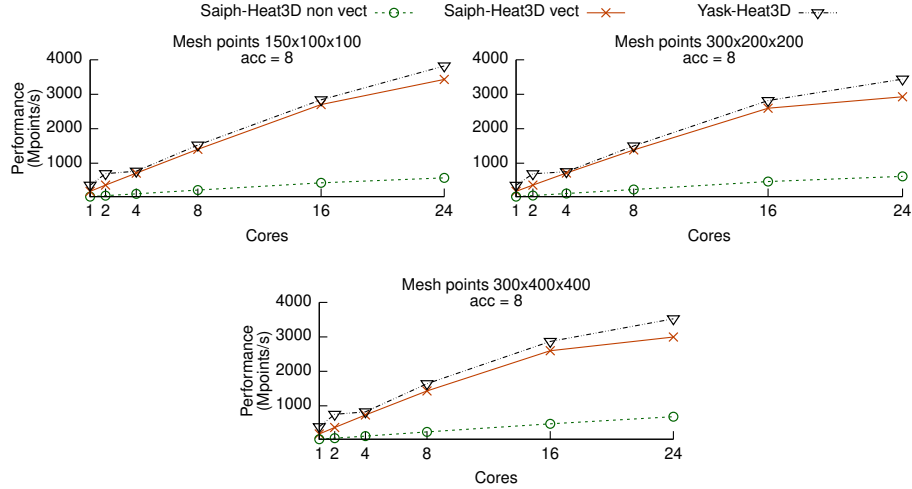 Saiph-Heat3D non vect
Saiph-Heat3D vect
Yask-Heat3D
Mesh points 150x100x100
acc = 8
Performance
(Mpoints/s)
4000
3000
2000
1000
1 2 4 8 16 24
Cores
Mesh points 300x200x200
acc = 8
4000
3000
2000
1000
1 2 4 8 16 24
Cores
Mesh points 300x400x400
acc = 8
Performance
(Mpoints/s)
4000
3000
2000
1000
1 2 4 8 16 24
Cores